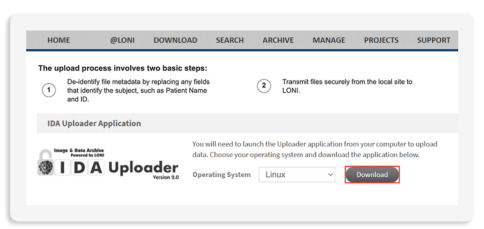 HOME @LONI DOWNLOAD SEARCH ARCHIVE MANAGE PROJECTS SUPPORT
The upload process involves two basic steps:
1 De-identify file metadata by replacing any fields
that identify the subject, such as Patient Name
and ID.
2 Transmit files securely from the local site to
LONI.
IDA Uploader Application
Image & Data Archive
Powered by LONI
IDA Uploader
Version 2.0
You will need to launch the Uploader application from your computer to upload
data. Choose your operating system and download the application below.
Operating System Linux Download